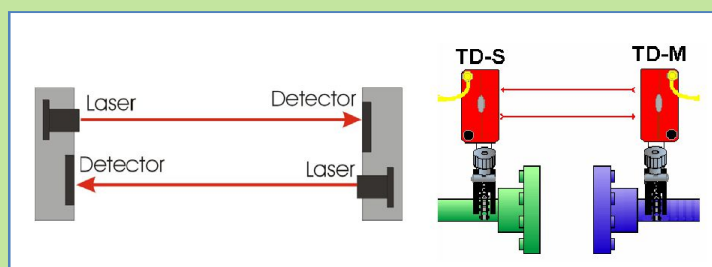 Laser
Detector
Detector
Laser
TD-S
TD-M